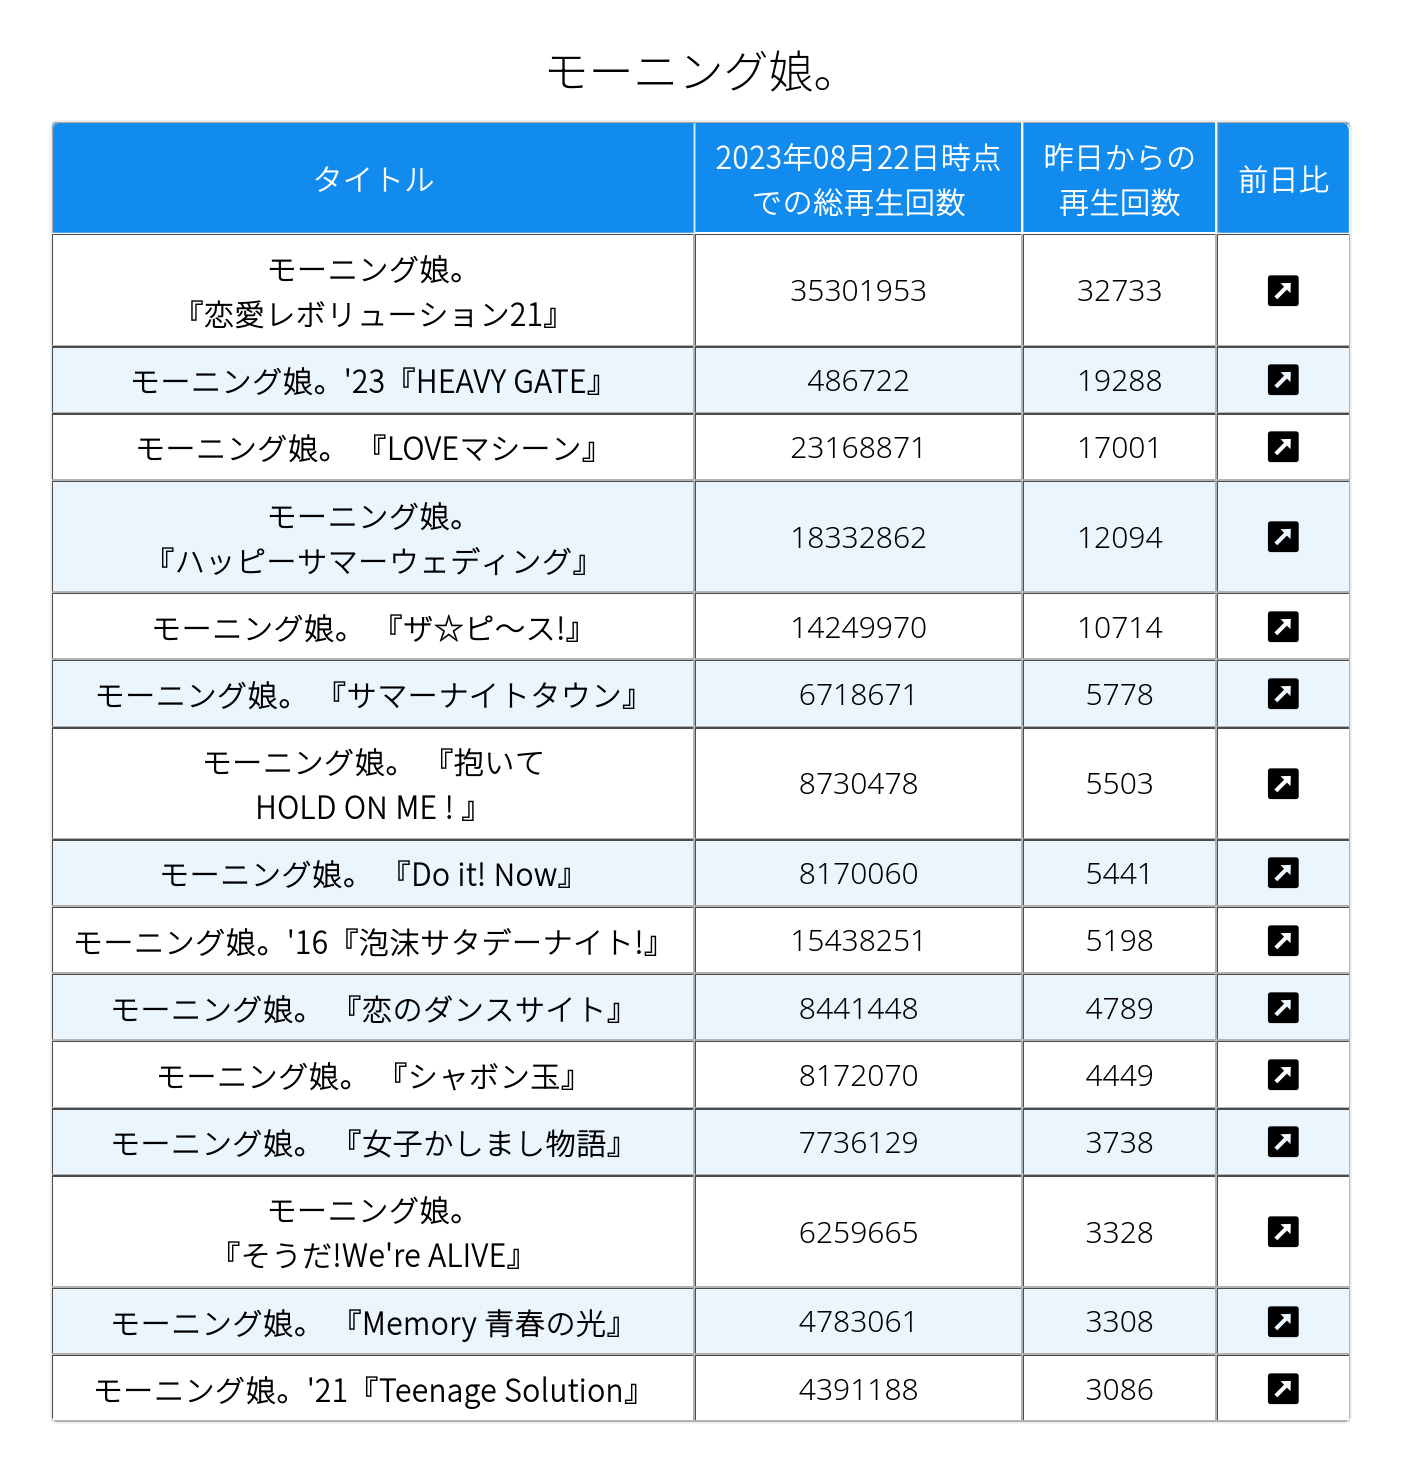 モーニング娘。
タイトル
2023年08月22日時点
での総再生回数
昨日からの
再生回数
前日比
モーニング娘。
『恋愛レボリューション21』
35301953
32733
モーニング娘。'23『HEAVY GATE』
486722
19288
モーニング娘。 『LOVEマシーン』
23168871
17001
モーニング娘。
『ハッピーサマーウェディング』
18332862
12094
モーニング娘。 『ザ☆ピ～ス!』
14249970
10714
モーニング娘。 『サマーナイトタウン』
6718671
5778
モーニング娘。 『抱いて
HOLD ON ME ! 』
8730478
5503
モーニング娘。 『Do it! Now』
8170060
5441
モーニング娘。'16『泡沫サタデーナイト!』
15438251
5198
モーニング娘。 『恋のダンスサイト』
8441448
4789
モーニング娘。 『シャボン玉』
8172070
4449
モーニング娘。 『女子かしまし物語』
7736129
3738
モーニング娘。
『そうだ!We're ALIVE』
6259665
3328
モーニング娘。 『Memory 青春の光』
4783061
3308
モーニング娘。'21『Teenage Solution』
4391188
3086